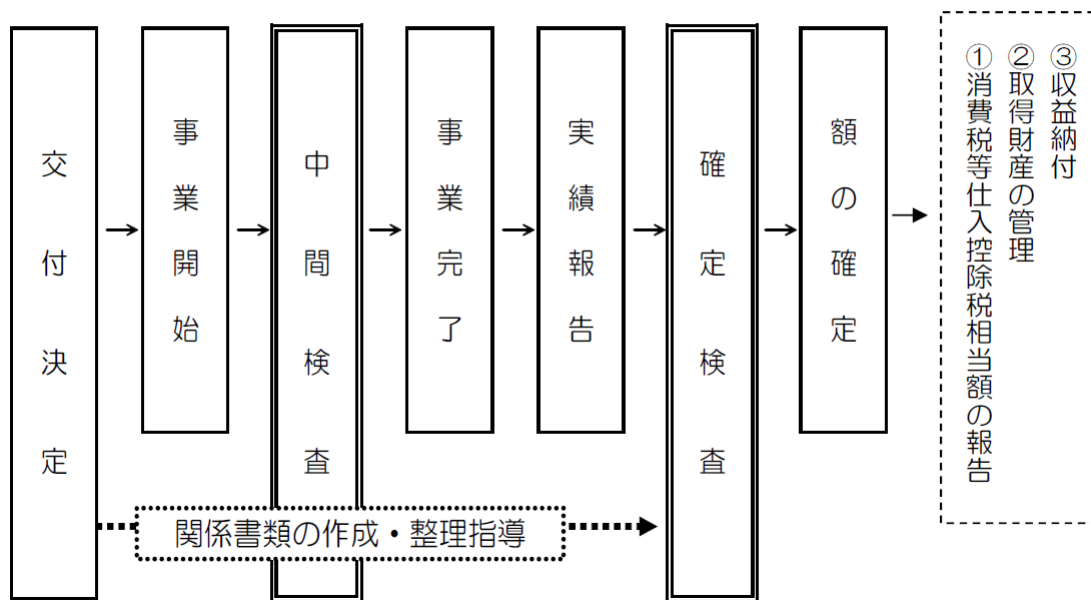 交付決定
事業開始
中間検査
事業完了
実績報告
確定検査
額の確定
①消費税等仕入控除税相当額の報告
②取得財産の管理
③収益納付
関係書類の作成・整理指導